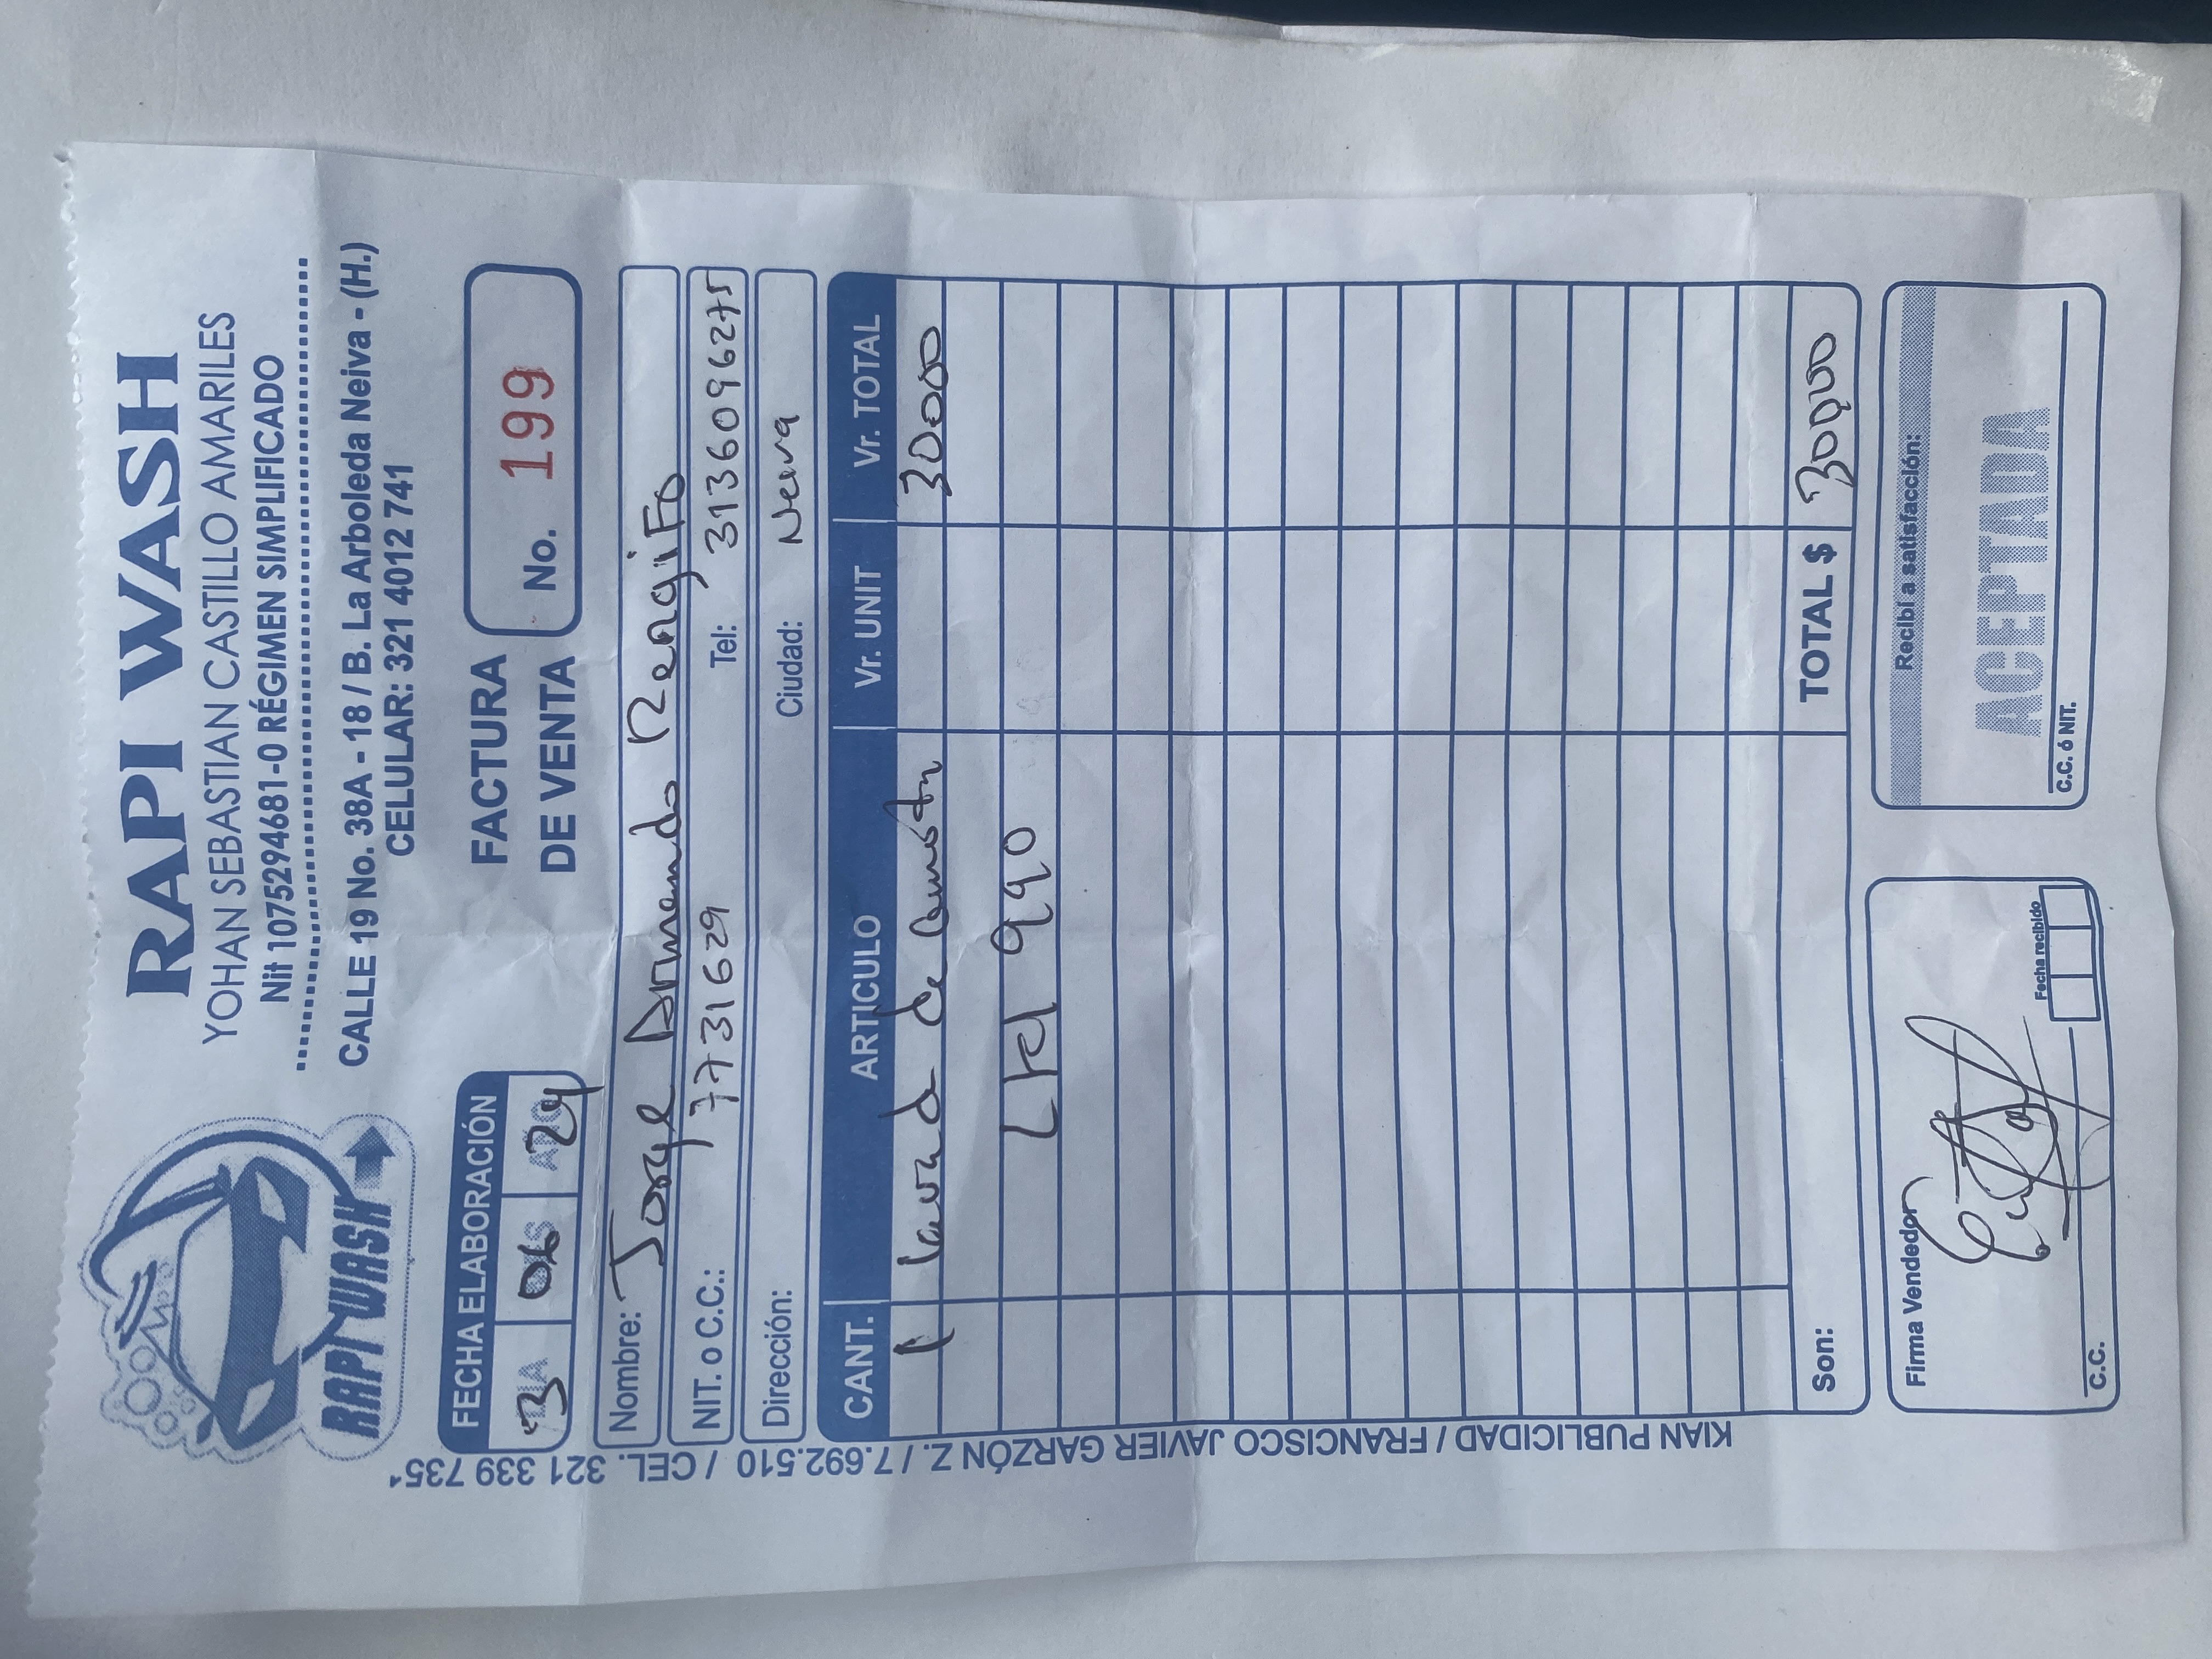 RAPI WASH
RAPI WASH
YOHAN SEBASTIAN CASTILLO AMARILES
Nit 1075294681-0 RÉGIMEN SIMPLIFICADO
CALLE 19 No. 38A - 18 / B. La Arboleda Neiva - (H.)
CELULAR: 321 4012 741
FECHA ELABORACIÓN
DIA MES AÑO
3 06 24
FACTURA
DE VENTA
No. 199
Nombre: Jorge Armando RengiFo
NIT. o C.C.: 7731629 Tel: 3136096275
Dirección: Ciudad: Neiva
CANT. ARTICULO Vr. UNIT Vr. TOTAL
1 lavada de 30000
990
Son: TOTAL $ 30000
Firma Vendedor
Fecha recibido
C.C.
Recibí a satisfacción:
ACEPTADA
C.C. ó NIT.
KIAN PUBLICIDAD / FRANCISCO JAVIER GARZÓN Z. / 7.692.510 / CEL. 321 339 735